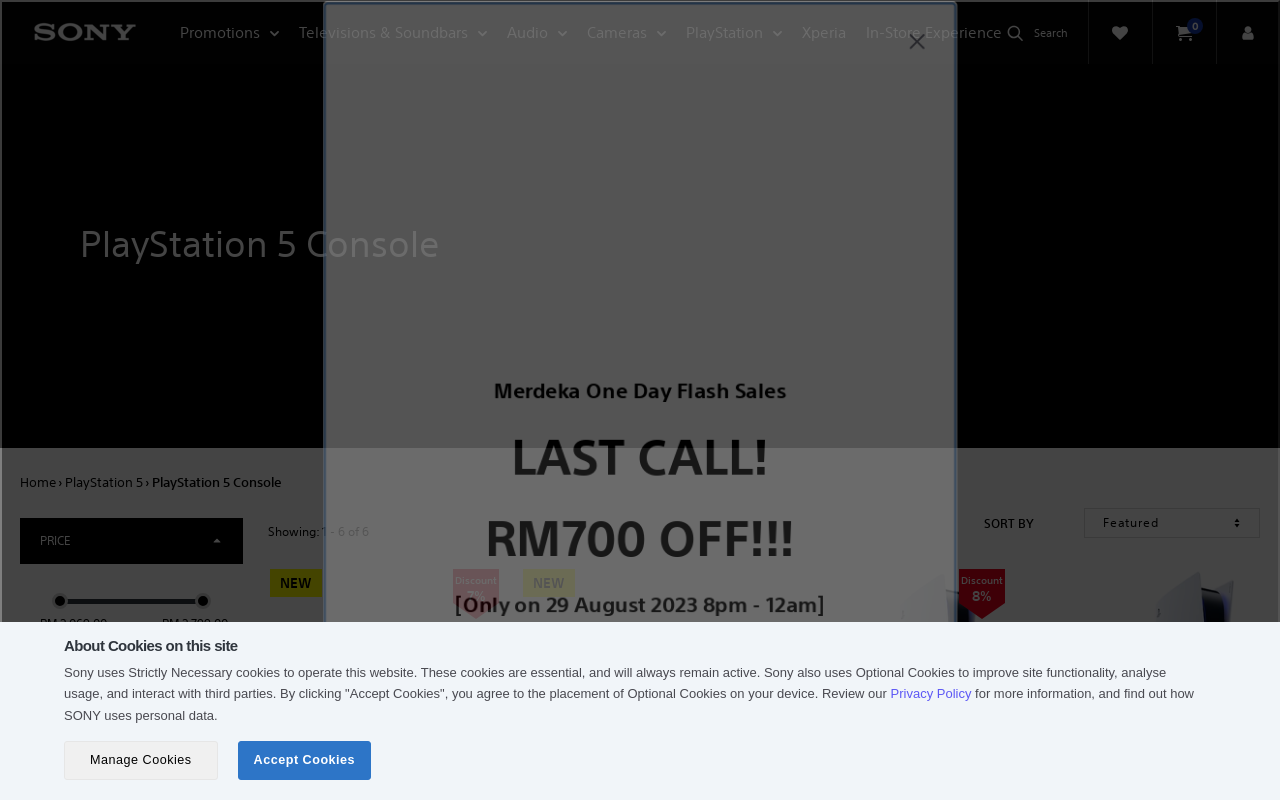 SONY
Promotions
Televisions & Soundbars
Audio
Cameras
PlayStation
Xperia
In-Store Experience
Search
0
PlayStation 5 Console
Merdeka One Day Flash Sales
LAST CALL!
RM700 OFF!!!
[Only on 29 August 2023 8pm - 12am]
Home › PlayStation 5 › PlayStation 5 Console
PRICE
Showing: 1 - 6 of 6
SORT BY
Featured
NEW
Discount
7%
NEW
Discount
8%
About Cookies on this site
Sony uses Strictly Necessary cookies to operate this website. These cookies are essential, and will always remain active. Sony also uses Optional Cookies to improve site functionality, analyse
usage, and interact with third parties. By clicking "Accept Cookies", you agree to the placement of Optional Cookies on your device. Review our Privacy Policy for more information, and find out how
SONY uses personal data.
Manage Cookies
Accept Cookies